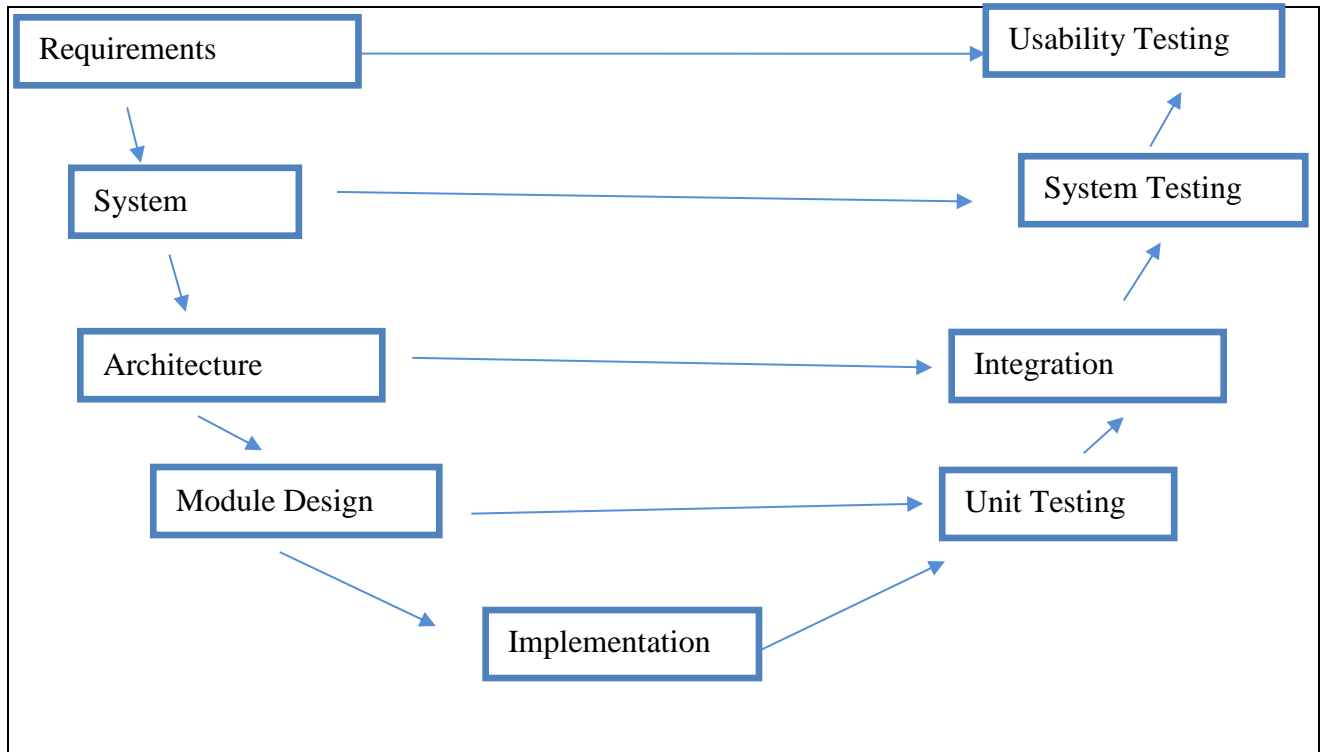 Requirements
Usability Testing
System
System Testing
Architecture
Integration
Module Design
Unit Testing
Implementation